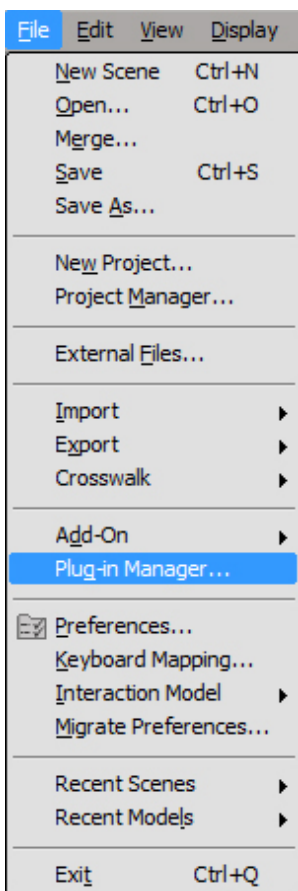 File Edit View Display
New Scene Ctrl+N
Open... Ctrl+O
Merge...
Save Ctrl+S
Save As...
New Project...
Project Manager...
External Files...
Import
Export
Crosswalk
Add-On
Plug-in Manager...
Preferences...
Keyboard Mapping...
Interaction Model
Migrate Preferences...
Recent Scenes
Recent Models
Exit Ctrl+Q